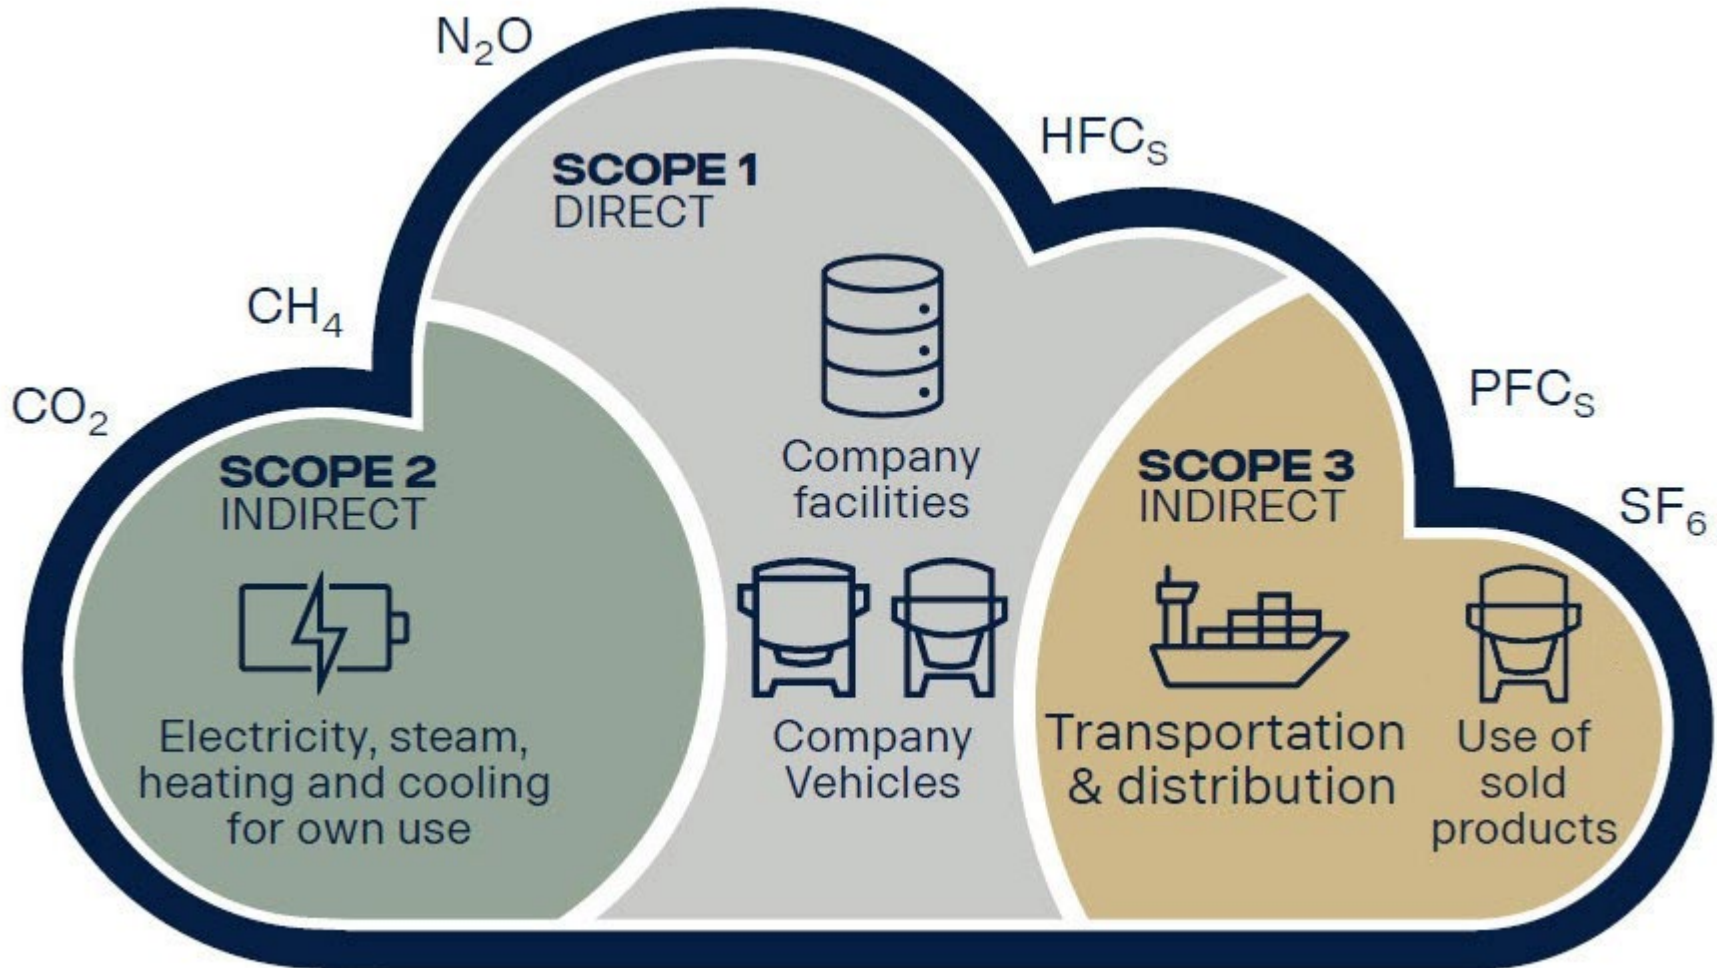 N₂O
HFCₛ
CH₄
CO₂
PFCₛ
SF₆
SCOPE 1
DIRECT
Company
facilities
Company
Vehicles
SCOPE 2
INDIRECT
Electricity, steam,
heating and cooling
for own use
SCOPE 3
INDIRECT
Transportation
& distribution
Use of
sold
products